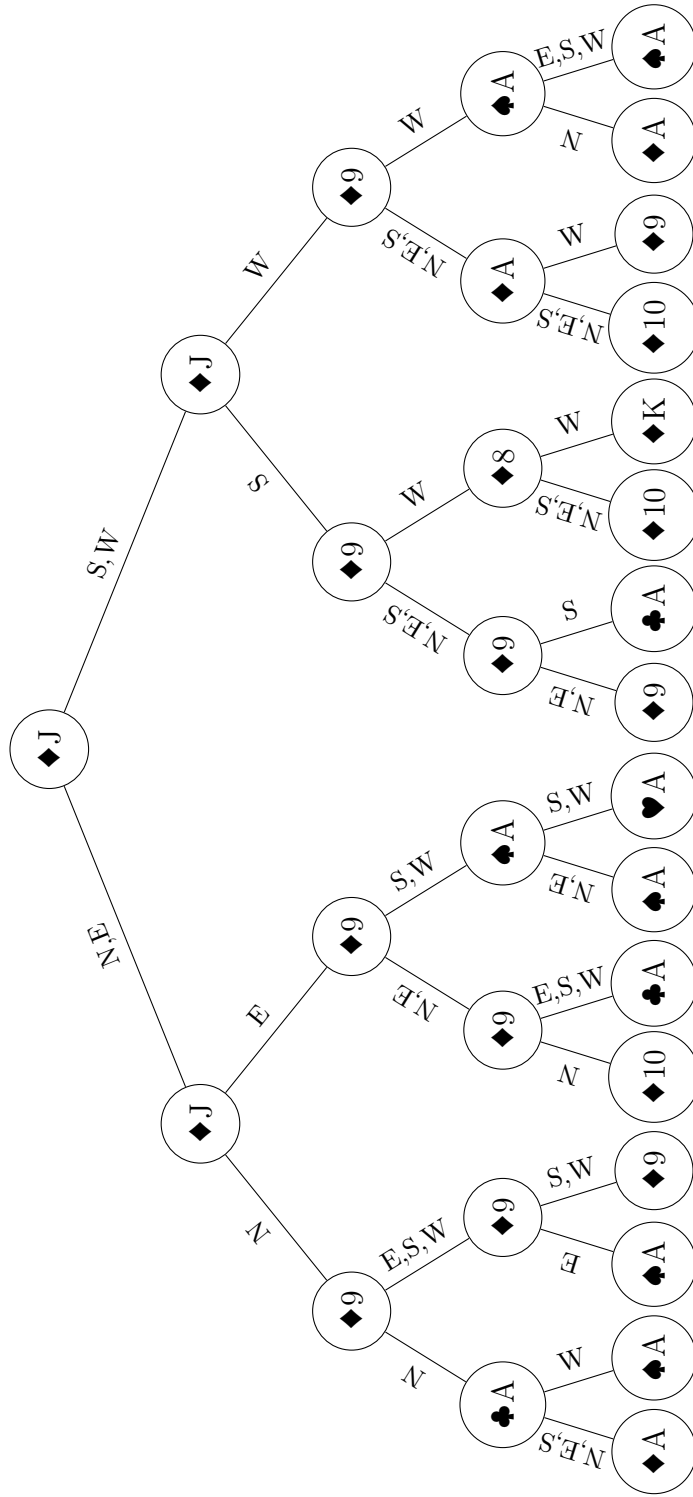 ♦J
N,E
S,W
♦J
♦J
N
E
S
W
♦9
♦9
♦9
♦9
N
E,S,W
N,E
S,W
N,E,S
W
N,E,S
W
♣A
♦9
♦9
♠A
♦9
♦8
♦A
♠A
N,E,S
W
E
S,W
N
E,S,W
N,E
S,W
N,E
S
N,E,S
W
N,E,S
W
N
E,S,W
♦A
♠A
♠A
♦9
♦10
♣A
♠A
♥A
♦9
♣A
♦10
♦K
♦10
♦9
♦A
♠A